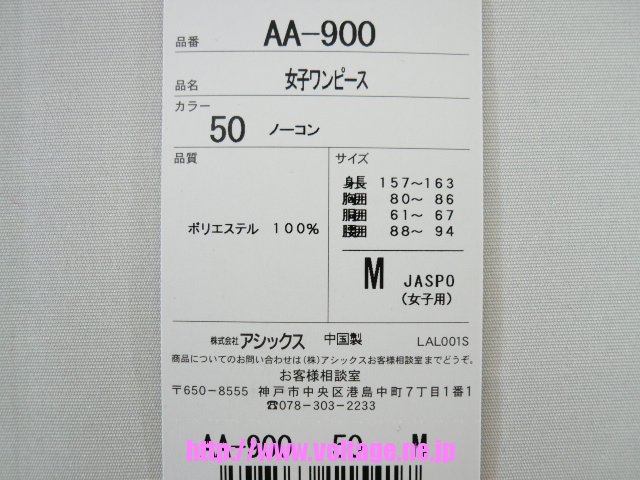 品番 AA-900
品名 女子ワンピース
カラー
50 ノーコン
品質
ポリエステル 100%
サイズ
身長 157～163
胸囲 80～ 86
胴囲 61～ 67
腰囲 88～ 94
M JASPO
(女子用)
株式会社アシックス 中国製 LAL001S
商品についてのお問い合わせは(株)アシックスお客様相談室までどうぞ。
お客様相談室
〒650-8555 神戸市中央区港島中町7丁目1番1
☎078-303-2233
AA-900 50 M
http://www.voltage.ne.jp